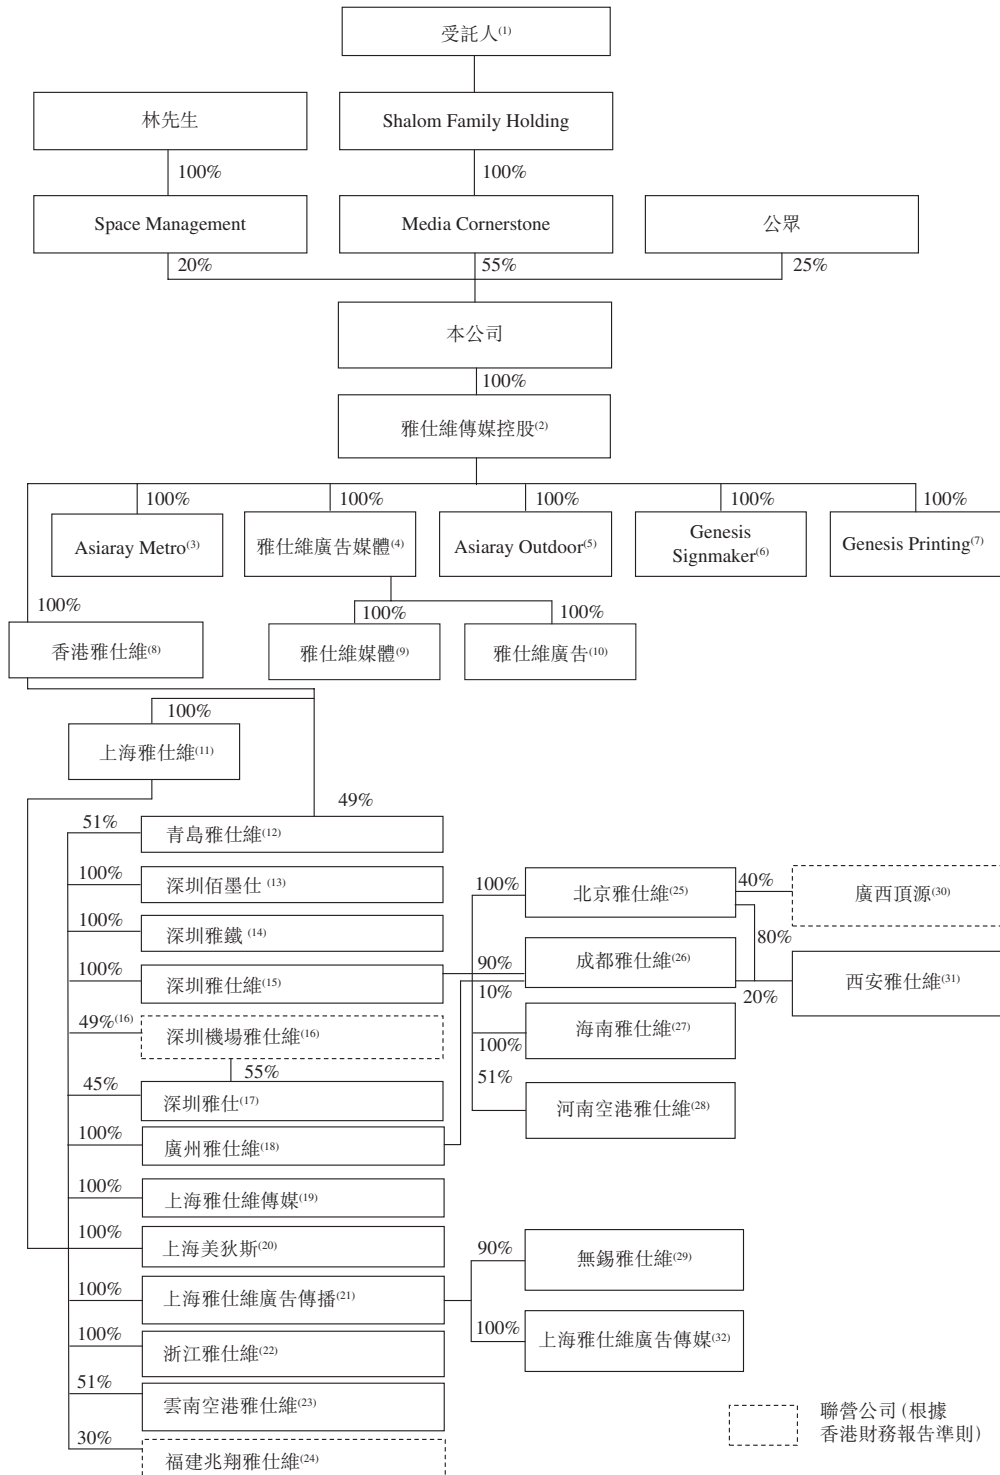 受託人(1)
林先生
Shalom Family Holding
100%
100%
Space Management
Media Cornerstone
公眾
20%
55%
25%
本公司
100%
雅仕維傳媒控股(2)
100%
100%
100%
100%
100%
Asiaray Metro(3)
雅仕維廣告媒體(4)
Asiaray Outdoor(5)
Genesis
Signmaker(6)
Genesis Printing(7)
100%
100%
100%
香港雅仕維(8)
雅仕維媒體(9)
雅仕維廣告(10)
100%
上海雅仕維(11)
49%
51%
青島雅仕維(12)
100%
深圳佰墨仕(13)
100%
北京雅仕維(25)
40%
廣西頂源(30)
100%
深圳雅鐵(14)
80%
100%
深圳雅仕維(15)
90%
成都雅仕維(26)
10%
20%
西安雅仕維(31)
49%(16)
深圳機場雅仕維(16)
海南雅仕維(27)
100%
55%
45%
深圳雅仕(17)
51%
河南空港雅仕維(28)
100%
廣州雅仕維(18)
100%
上海雅仕維傳媒(19)
100%
上海美狄斯(20)
90%
無錫雅仕維(29)
100%
上海雅仕維廣告傳播(21)
100%
上海雅仕維廣告傳媒(32)
100%
浙江雅仕維(22)
51%
雲南空港雅仕維(23)
30%
福建兆翔雅仕維(24)
聯營公司(根據
香港財務報告準則)